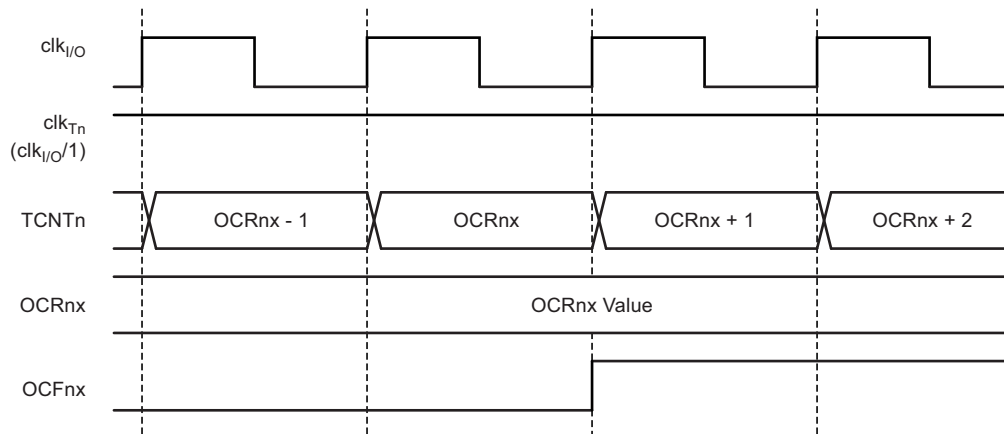 clkI/O
clkTn
(clkI/O/1)
TCNTn OCRnx - 1 OCRnx OCRnx + 1 OCRnx + 2
OCRnx OCRnx Value
OCFnx